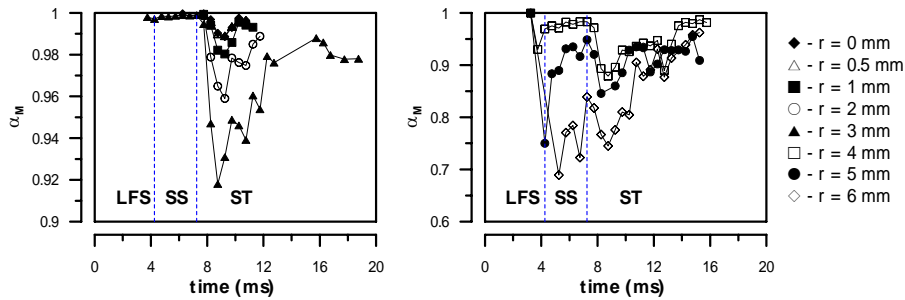 1
0.98
0.96
0.94
0.92
0.9
αM
LFS SS ST
0 4 8 12 16 20
time (ms)
1
0.9
0.8
0.7
0.6
αM
LFS SS ST
0 4 8 12 16 20
time (ms)
- r = 0 mm
- r = 0.5 mm
- r = 1 mm
- r = 2 mm
- r = 3 mm
- r = 4 mm
- r = 5 mm
- r = 6 mm